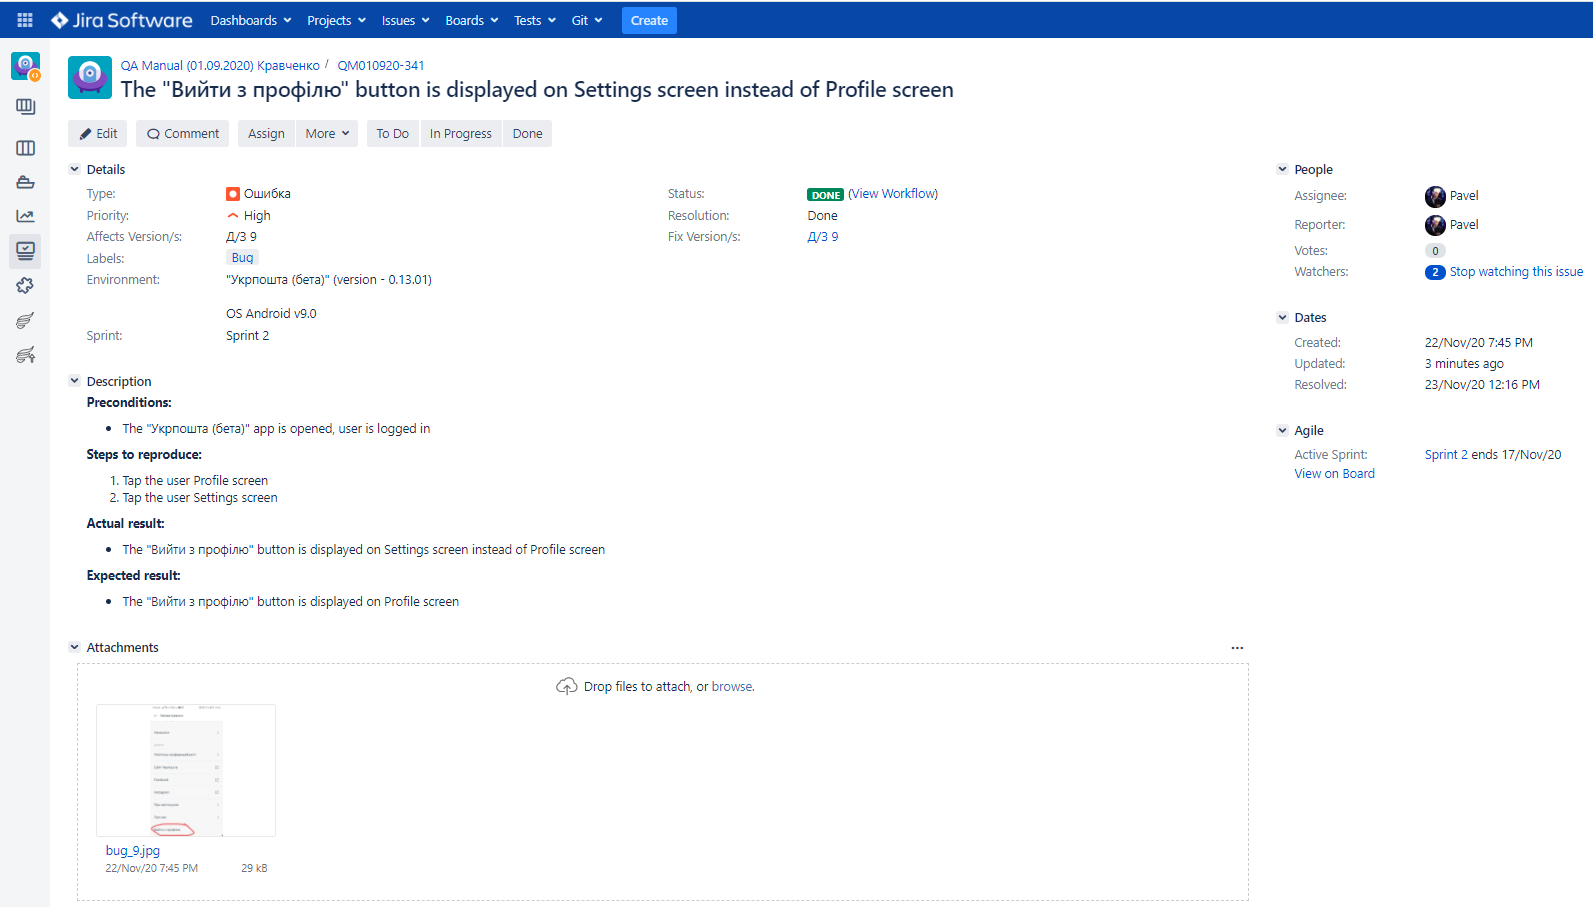 Jira Software Dashboards Projects Issues Boards Tests Git Create
QA Manual (01.09.2020) Кравченко / QM010920-341
The "Вийти з профілю" button is displayed on Settings screen instead of Profile screen
Edit Comment Assign More To Do In Progress Done
Details
Type: Ошибка
Priority: High
Affects Version/s: Д/З 9
Labels: Bug
Environment: "Укрпошта (бета)" (version - 0.13.01)
OS Android v9.0
Sprint: Sprint 2
Status: DONE (View Workflow)
Resolution: Done
Fix Version/s: Д/З 9
Description
Preconditions:
• The "Укрпошта (бета)" app is opened, user is logged in
Steps to reproduce:
1. Tap the user Profile screen
2. Tap the user Settings screen
Actual result:
• The "Вийти з профілю" button is displayed on Settings screen instead of Profile screen
Expected result:
• The "Вийти з профілю" button is displayed on Profile screen
Attachments
Drop files to attach, or browse.
Facebook
Instagram
bug_9.jpg
22/Nov/20 7:45 PM 29 kB
People
Assignee: Pavel
Reporter: Pavel
Votes: 0
Watchers: 2 Stop watching this issue
Dates
Created: 22/Nov/20 7:45 PM
Updated: 3 minutes ago
Resolved: 23/Nov/20 12:16 PM
Agile
Active Sprint: Sprint 2 ends 17/Nov/20
View on Board